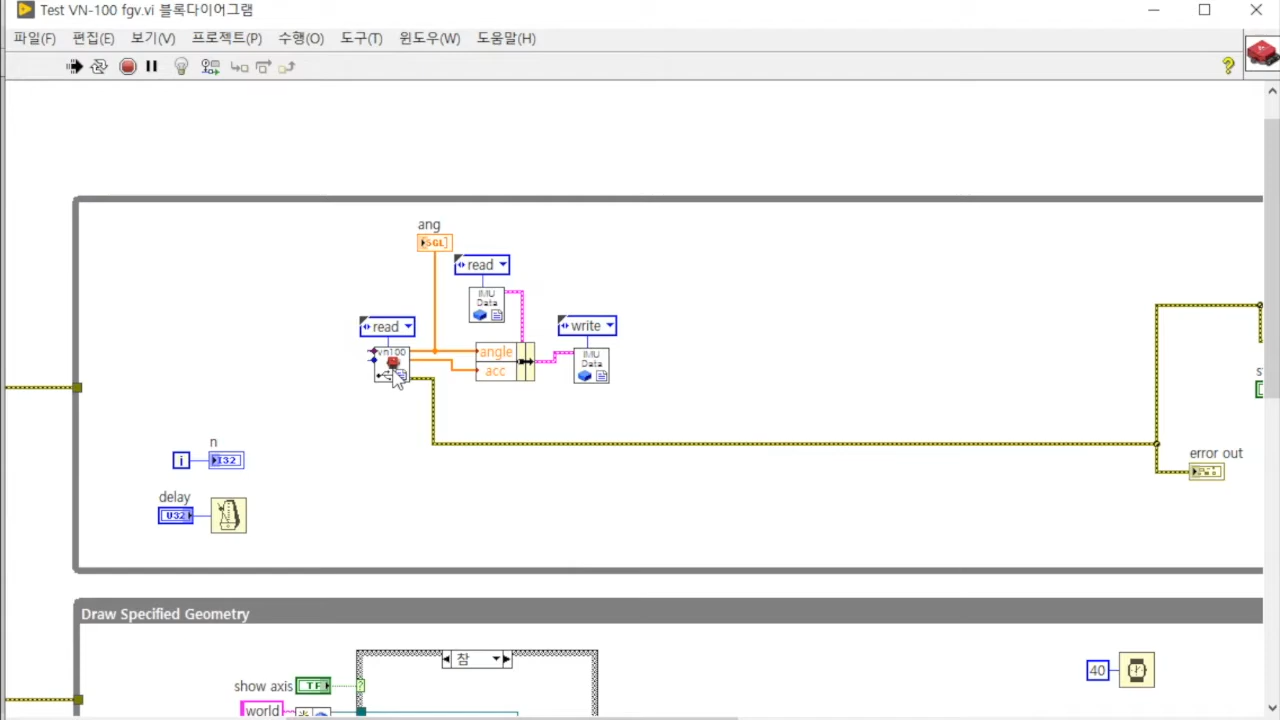 Test VN-100 fgv.vi 블록다이어그램
파일(F) 편집(E) 보기(V) 프로젝트(P) 수행(O) 도구(T) 윈도우(W) 도움말(H)
ang
SGL
read
IMU
Data
read
write
vn100
angle
acc
IMU
Data
n
i
I32
delay
U32
error out
Draw Specified Geometry
참
40
show axis
TF
?
world